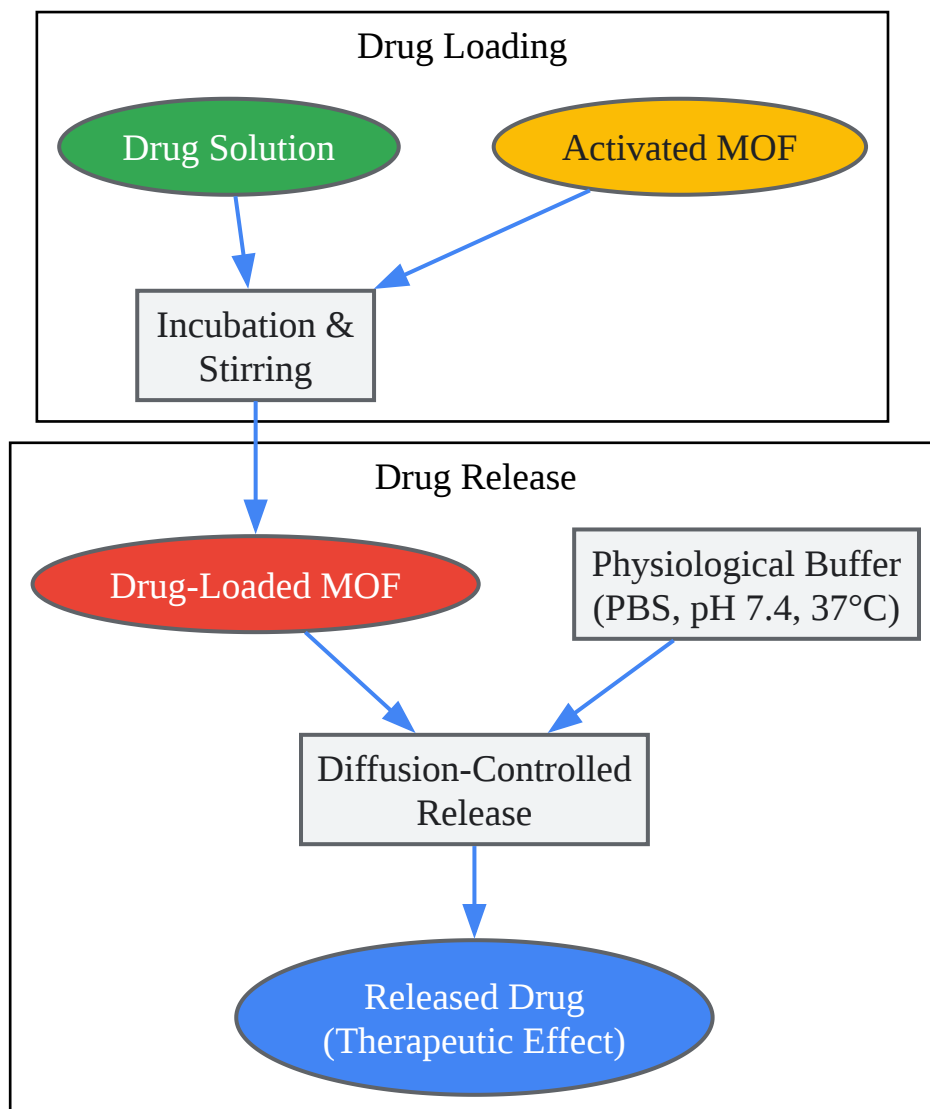 Drug Loading
Drug Solution
Activated MOF
Incubation &
Stirring
Drug Release
Drug-Loaded MOF
Physiological Buffer
(PBS, pH 7.4, 37°C)
Diffusion-Controlled
Release
Released Drug
(Therapeutic Effect)